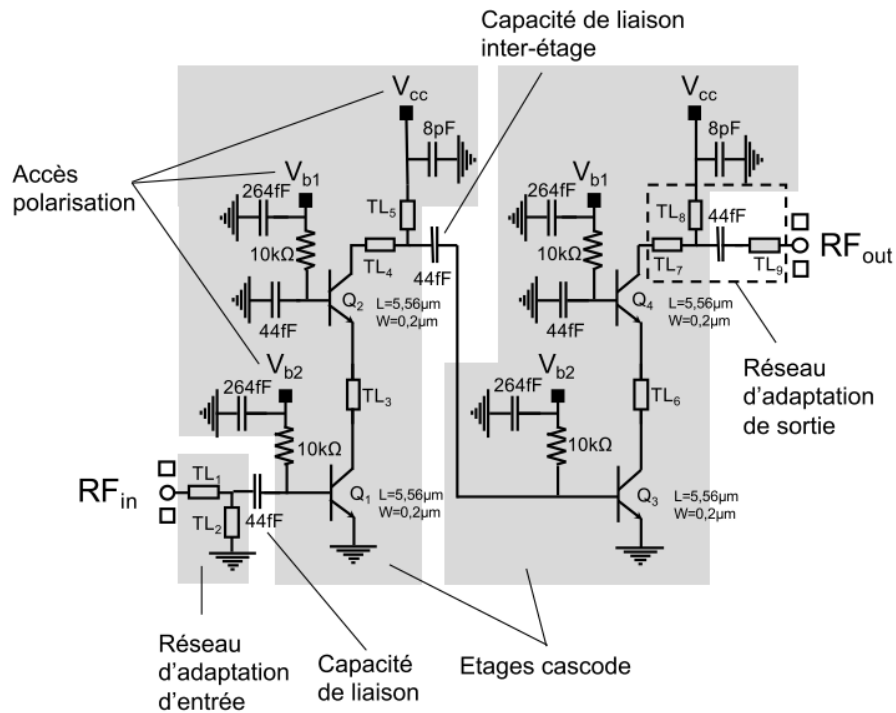 Capacité de liaison
inter-étage
Vcc
8pF
Vcc
8pF
Accès
polarisation
Vb1
264fF
10kΩ
TL5
TL4
44fF
44fF
Q2
L=5,56µm
W=0,2µm
Vb1
264fF
10kΩ
TL8
44fF
TL7
TL9
RFout
44fF
Q4
L=5,56µm
W=0,2µm
Vb2
264fF
10kΩ
TL3
Vb2
264fF
10kΩ
TL6
Réseau
d'adaptation
de sortie
RFin
TL1
TL2
44fF
Q1
L=5,56µm
W=0,2µm
Q3
L=5,56µm
W=0,2µm
Réseau
d'adaptation
d'entrée
Capacité
de liaison
Etages cascode